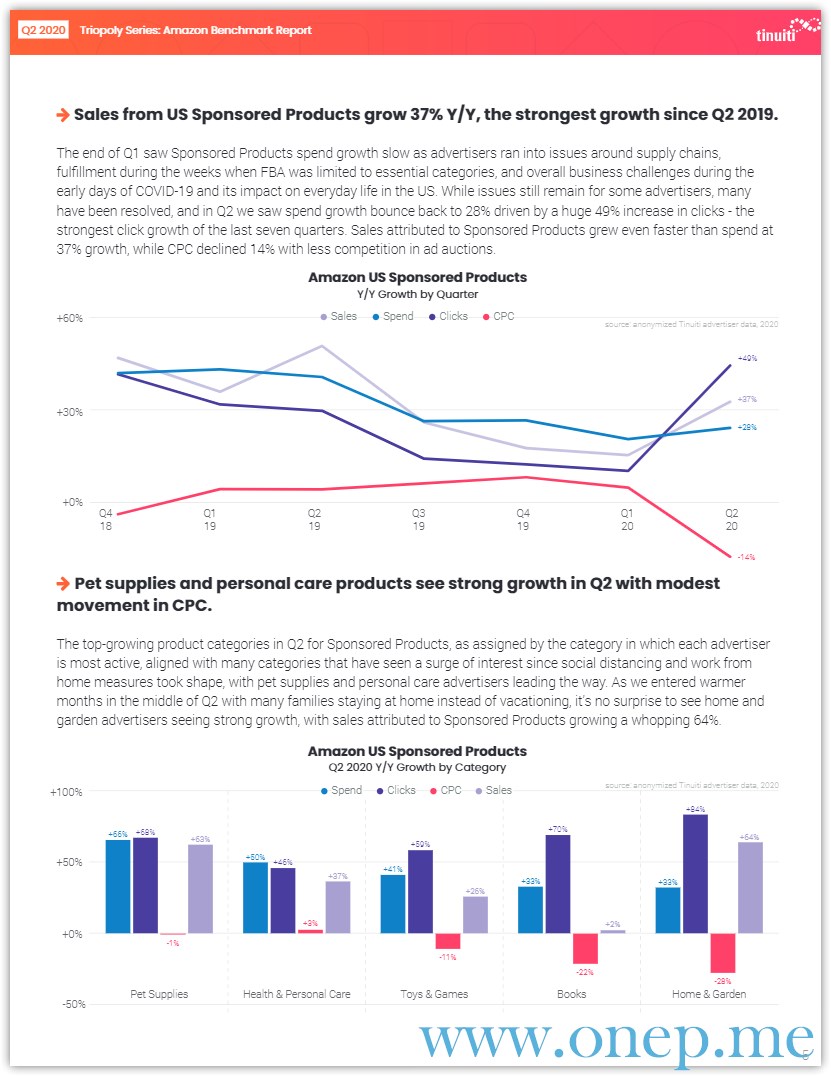 Q2 2020 Triopoly Series: Amazon Benchmark Report
tinuiti
Sales from US Sponsored Products grow 37% Y/Y, the strongest growth since Q2 2019.
The end of Q1 saw Sponsored Products spend growth slow as advertisers ran into issues around supply chains,
fulfillment during the weeks when FBA was limited to essential categories, and overall business challenges during the
early days of COVID-19 and its impact on everyday life in the US. While issues still remain for some advertisers, many
have been resolved, and in Q2 we saw spend growth bounce back to 28% driven by a huge 49% increase in clicks - the
strongest click growth of the last seven quarters. Sales attributed to Sponsored Products grew even faster than spend at
37% growth, while CPC declined 14% with less competition in ad auctions.
Amazon US Sponsored Products
Y/Y Growth by Quarter
+60% Sales Spend Clicks CPC
source: anonymized Tinuiti advertiser data, 2020
+49%
+37%
+30%
+28%
+0%
Q4 Q1 Q2 Q3 Q4 Q1 Q2
18 19 19 19 19 20 20
-14%
Pet supplies and personal care products see strong growth in Q2 with modest
movement in CPC.
The top-growing product categories in Q2 for Sponsored Products, as assigned by the category in which each advertiser
is most active, aligned with many categories that have seen a surge of interest since social distancing and work from
home measures took shape, with pet supplies and personal care advertisers leading the way. As we entered warmer
months in the middle of Q2 with many families staying at home instead of vacationing, it's no surprise to see home and
garden advertisers seeing strong growth, with sales attributed to Sponsored Products growing a whopping 64%.
Amazon US Sponsored Products
Q2 2020 Y/Y Growth by Category
source: anonymized Tinuiti advertiser data, 2020
+100% Spend Clicks CPC Sales
+66% +68% -1% +63%
+50% +46% +3% +37%
+41% +59% -11% +26%
+33% +70% -22% +2%
+33% +84% -28% +64%
+50%
+0%
Pet Supplies Health & Personal Care Toys & Games Books Home & Garden
-50%
www.onep.me
5